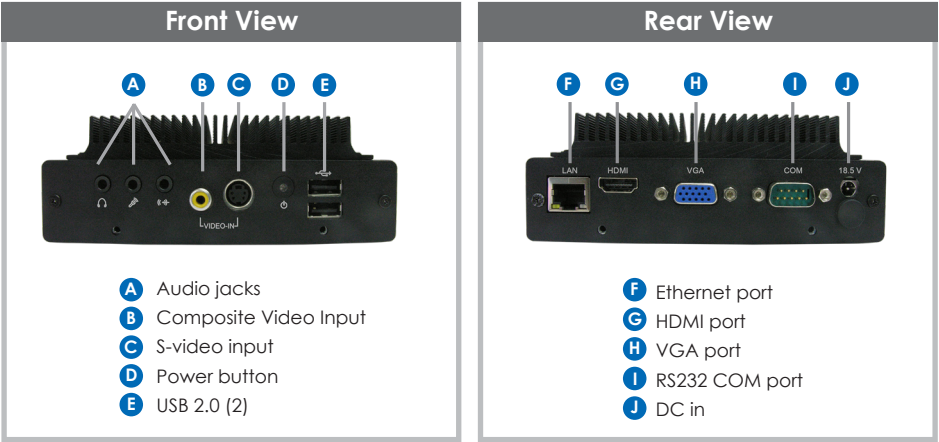 Front View
A B C D E
VIDEO-IN
A Audio jacks
B Composite Video Input
C S-video input
D Power button
E USB 2.0 (2)
Rear View
F G H I J
LAN HDMI VGA COM 18.5 V
F Ethernet port
G HDMI port
H VGA port
I RS232 COM port
J DC in